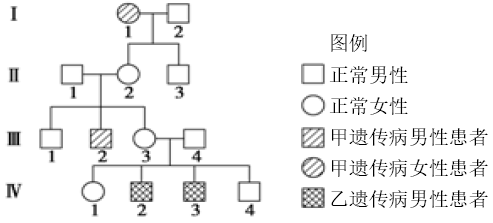 I
1 2
图例
II
1 2 3
正常男性
正常女性
III
1 2 3 4
甲遗传病男性患者
甲遗传病女性患者
IV
1 2 3 4
乙遗传病男性患者